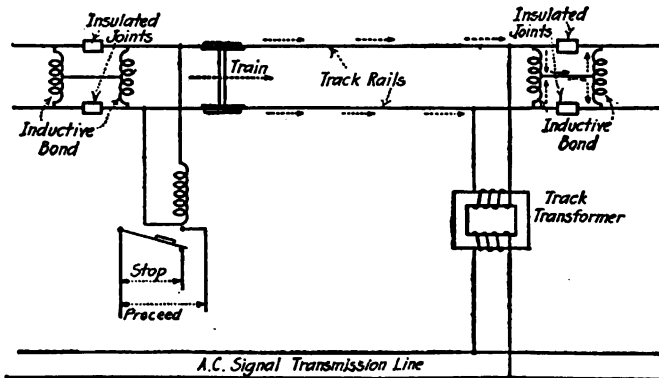 Insulated
Joints
Insulated
Joints
Train
Track Rails
Inductive
Bond
Inductive
Bond
Track
Transformer
Stop
Proceed
A.C. Signal Transmission Line